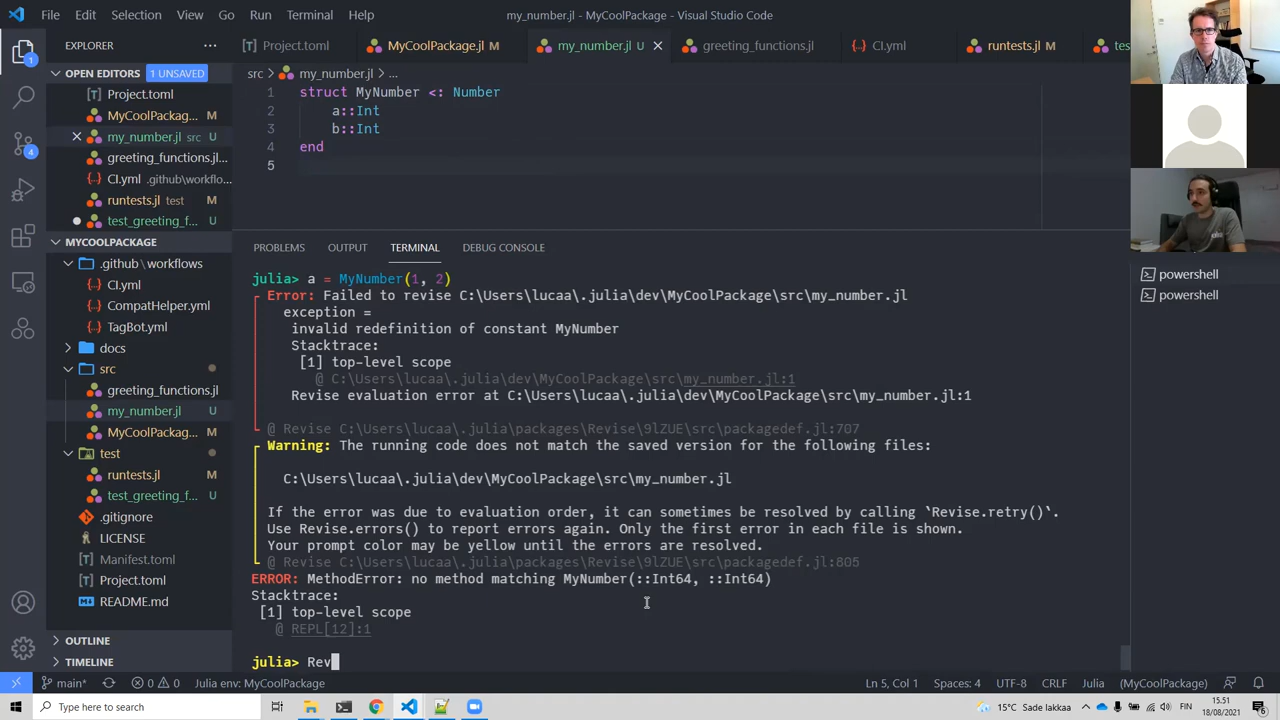 File Edit Selection View Go Run Terminal Help
my_number.jl - MyCoolPackage - Visual Studio Code
EXPLORER
OPEN EDITORS 1 UNSAVED
Project.toml
MyCoolPackag... M
my_number.jl src U
greeting_functions.jl...
CI.yml .github\workflo...
runtests.jl test M
test_greeting_f... U
MYCOOLPACKAGE
.github\workflows
CI.yml
CompatHelper.yml
TagBot.yml
docs
src
greeting_functions.jl
my_number.jl U
MyCoolPackag... M
test
runtests.jl M
test_greeting_f... U
.gitignore
LICENSE
Manifest.toml
Project.toml
README.md
OUTLINE
TIMELINE
1
4
Project.toml MyCoolPackage.jl M my_number.jl U greeting_functions.jl CI.yml runtests.jl M tes
src > my_number.jl > ...
1 struct MyNumber <: Number
2 a::Int
3 b::Int
4 end
5
PROBLEMS OUTPUT TERMINAL DEBUG CONSOLE
julia> a = MyNumber(1, 2)
Error: Failed to revise C:\Users\lucaa\.julia\dev\MyCoolPackage\src\my_number.jl
exception =
invalid redefinition of constant MyNumber
Stacktrace:
[1] top-level scope
@ C:\Users\lucaa\.julia\dev\MyCoolPackage\src\my_number.jl:1
Revise evaluation error at C:\Users\lucaa\.julia\dev\MyCoolPackage\src\my_number.jl:1
@ Revise C:\Users\lucaa\.julia\packages\Revise\9lZUE\src\packagedef.jl:707
Warning: The running code does not match the saved version for the following files:
C:\Users\lucaa\.julia\dev\MyCoolPackage\src\my_number.jl
If the error was due to evaluation order, it can sometimes be resolved by calling `Revise.retry()`.
Use Revise.errors() to report errors again. Only the first error in each file is shown.
Your prompt color may be yellow until the errors are resolved.
@ Revise C:\Users\lucaa\.julia\packages\Revise\9lZUE\src\packagedef.jl:805
ERROR: MethodError: no method matching MyNumber(::Int64, ::Int64)
Stacktrace:
[1] top-level scope
@ REPL[12]:1
julia> Rev
powershell
powershell
main* 0 0 Julia env: MyCoolPackage
Ln 5, Col 1 Spaces: 4 UTF-8 CRLF Julia (MyCoolPackage)
Type here to search
15°C Sade lakkaa
FIN
15.51
18/08/2021
6